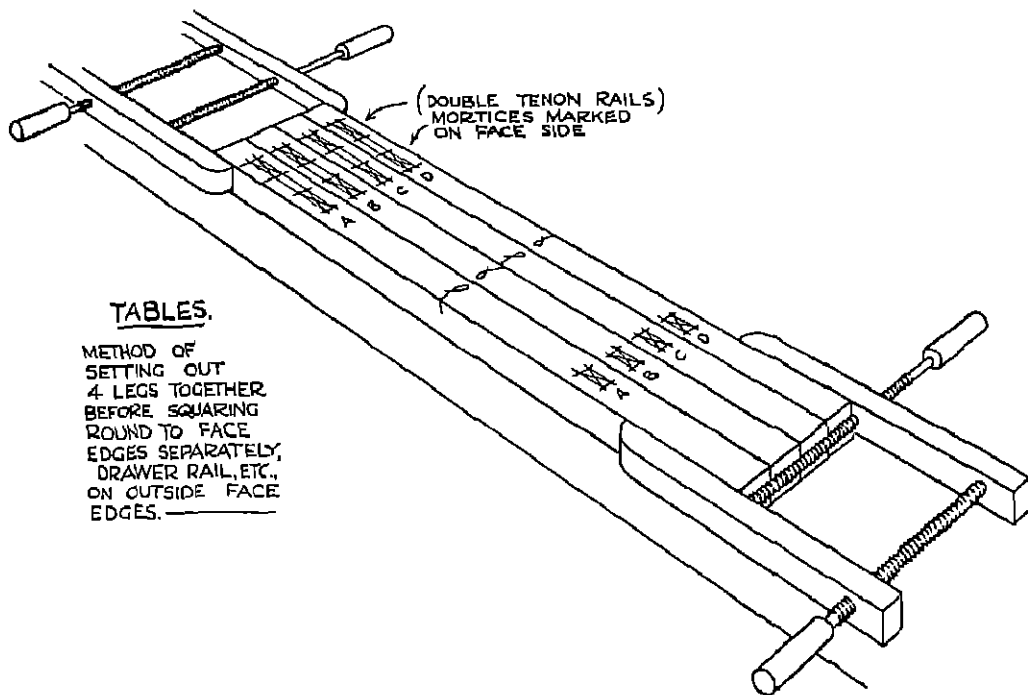 (DOUBLE TENON RAILS)
MORTICES MARKED
ON FACE SIDE
D
C
B
A
TABLES.
METHOD OF
SETTING OUT
4 LEGS TOGETHER
BEFORE SQUARING
ROUND TO FACE
EDGES SEPARATELY,
DRAWER RAIL, ETC.,
ON OUTSIDE FACE
EDGES.
D
C
B
A